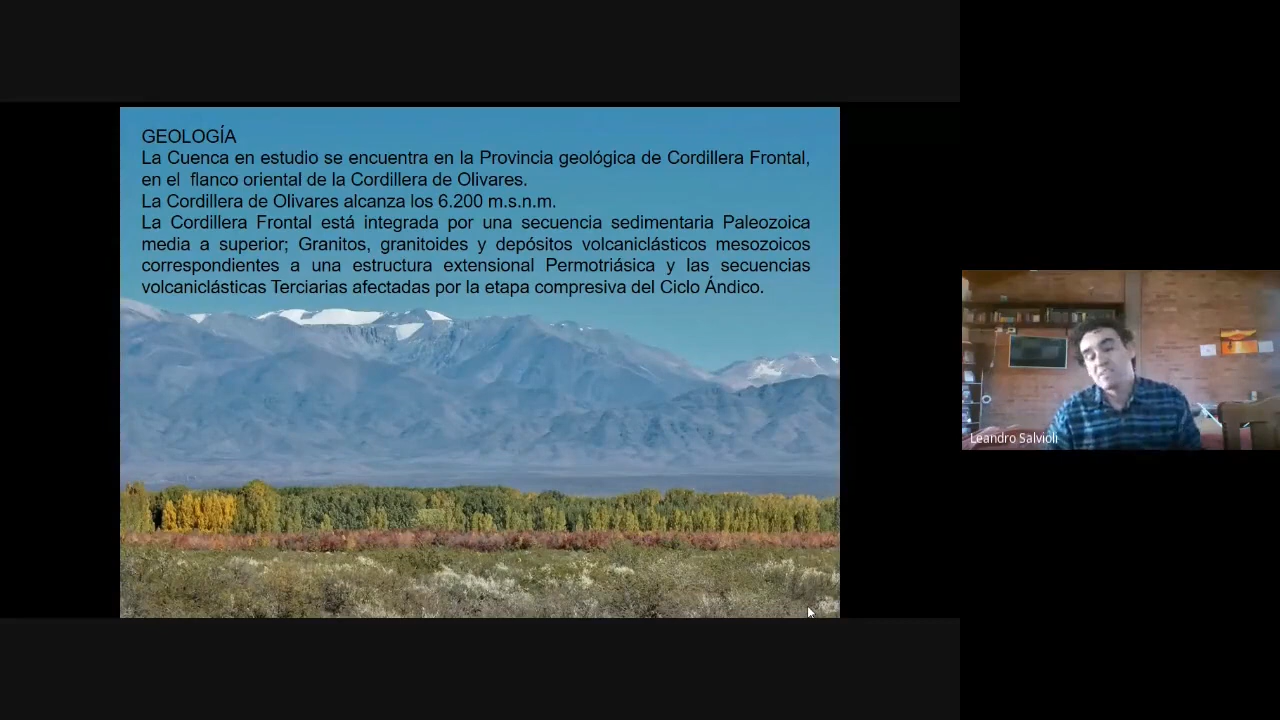 GEOLOGÍA
La Cuenca en estudio se encuentra en la Provincia geológica de Cordillera Frontal,
en el flanco oriental de la Cordillera de Olivares.
La Cordillera de Olivares alcanza los 6.200 m.s.n.m.
La Cordillera Frontal está integrada por una secuencia sedimentaria Paleozoica
media a superior; Granitos, granitoides y depósitos volcaniclásticos mesozoicos
correspondientes a una estructura extensional Permotriásica y las secuencias
volcaniclásticas Terciarias afectadas por la etapa compresiva del Ciclo Ándico.
Leandro Salvioli